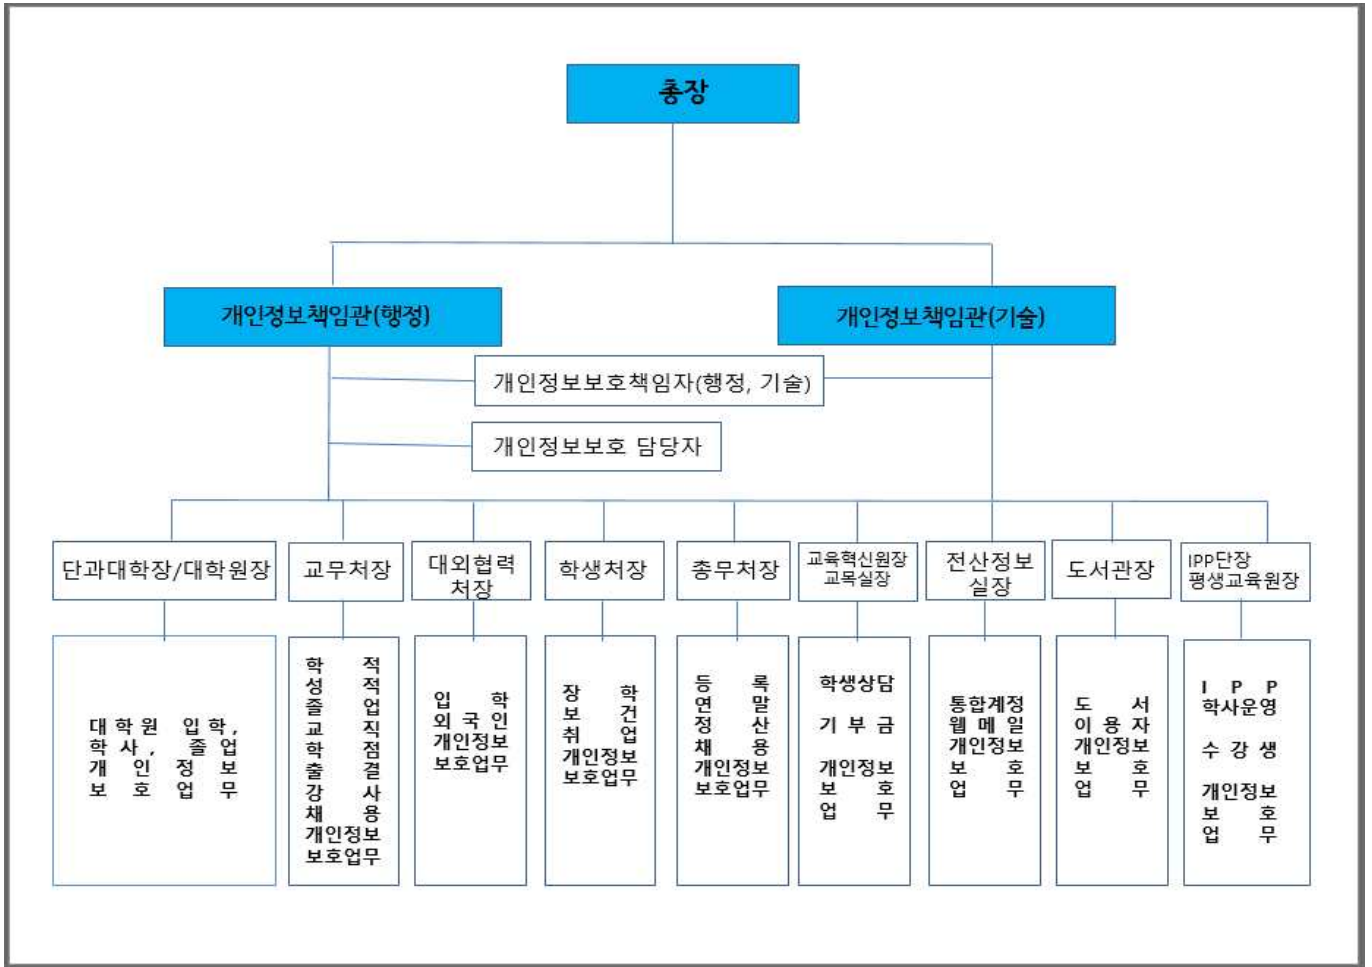 총장
개인정보책임관(행정)
개인정보책임관(기술)
개인정보보호책임자(행정, 기술)
개인정보보호 담당자
단과대학장/대학원장
교무처장
대외협력
처장
학생처장
총무처장
교육혁신원장
교목실장
전산정보
실장
도서관장
IPP단장
평생교육원장
대학원 입학,
학사, 졸업
개 인 정 보
보 호 업 무
학 적
성 적
졸 업
교 직
학 점
출 결
강 사
채 용
개인정보
보호업무
입 학
외 국 인
개인정보
보호업무
장 학
보 건
취 업
개인정보
보호업무
등 록
연 말
정 산
채 용
개인정보
보호업무
학생상담
기 부 금
개인정보
보 호
업 무
통합계정
웹 메 일
개인정보
보 호
업 무
도 서
이 용 자
개인정보
보 호
업 무
I P P
학사운영
수 강 생
개인정보
보 호
업 무